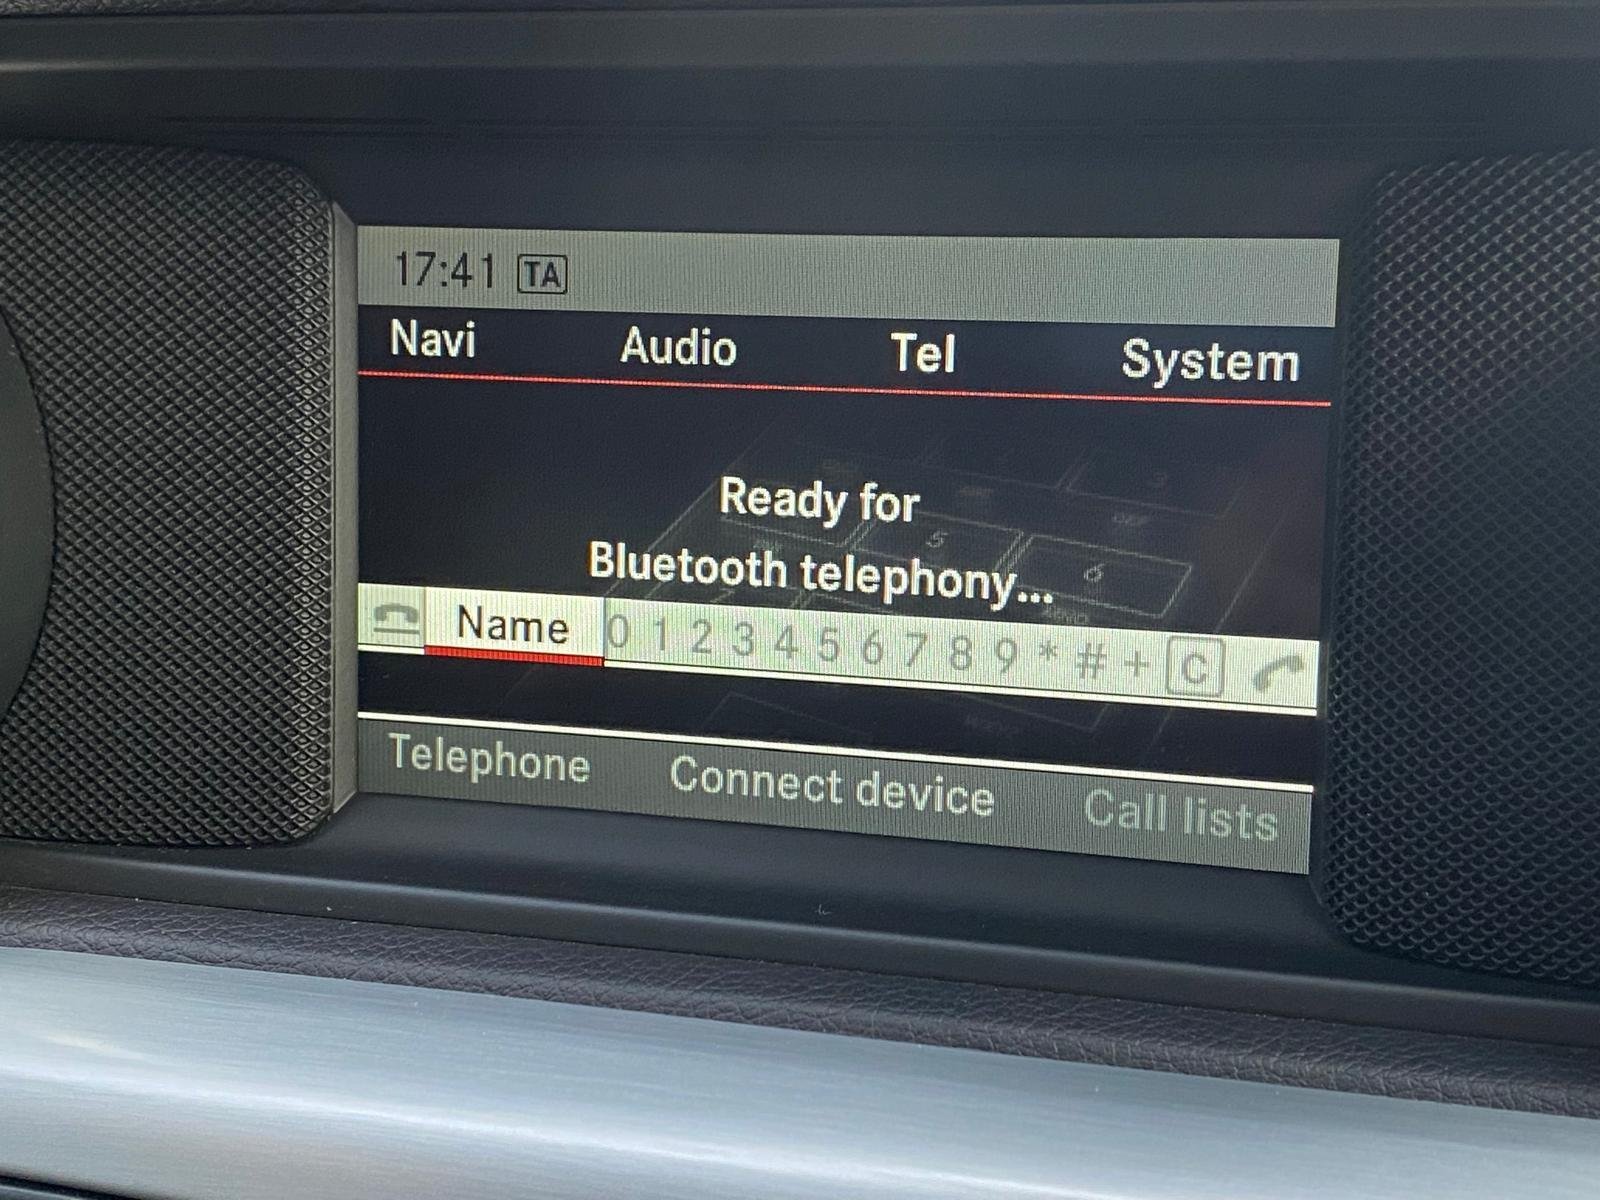 17:41 TA
Navi Audio Tel System
Ready for
Bluetooth telephony...
Name 0 1 2 3 4 5 6 7 8 9 * # + C
Telephone Connect device Call lists